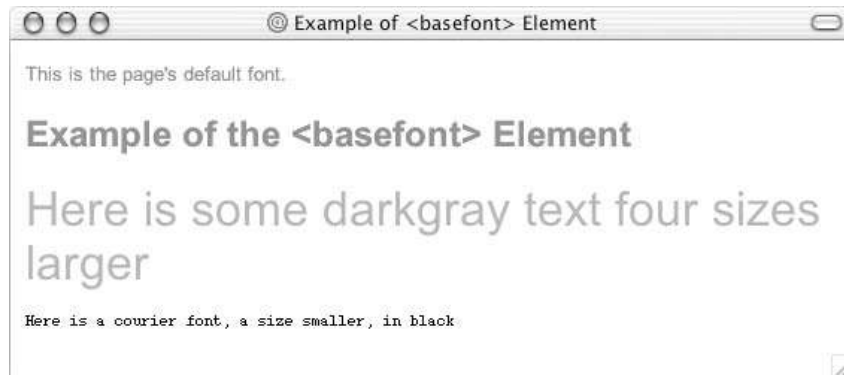 Example of <basefont> Element
This is the page's default font.
Example of the <basefont> Element
Here is some darkgray text four sizes
larger
Here is a courier font, a size smaller, in black